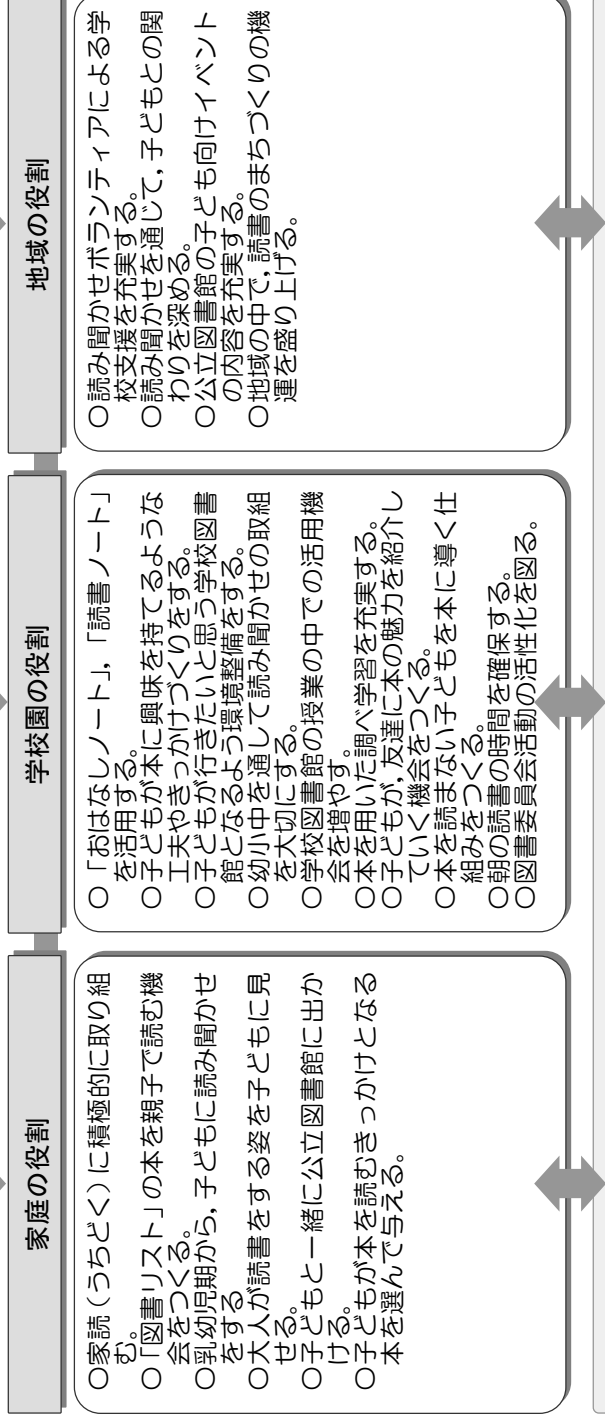 家庭の役割
〇家読（うちどく）に積極的に取り組
む。
〇「図書リスト」の本を親子で読む機
会をつくる。
〇乳幼児期から，子どもに読み聞かせ
をする
〇大人が読書をする姿を子どもに見
せる。
〇子どもと一緒に公立図書館に出か
ける。
〇子どもが本を読むきっかけとなる
本を選んで与える。
学校園の役割
〇「おはなしノート」，「読書ノート」
を活用する。
〇子どもが本に興味を持てるような
工夫やきっかけづくりをする。
〇子どもが行きたいと思う学校図書
館となるよう環境整備をする。
〇幼小中を通して読み聞かせの取組
を大切にする。
〇学校図書館の授業の中での活用機
会を増やす。
〇本を用いた調べ学習を充実する。
〇子どもが，友達に本の魅力を紹介し
ていく機会をつくる。
〇本を読まない子どもを本に導く仕
組みをつくる。
〇朝の読書の時間を確保する。
〇図書委員会活動の活性化を図る。
地域の役割
〇読み聞かせボランティアによる学
校支援を充実する。
〇読み聞かせを通じて，子どもとの関
わりを深める。
〇公立図書館の子ども向けイベント
の内容を充実する。
〇地域の中で，読書のまちづくりの機
運を盛り上げる。